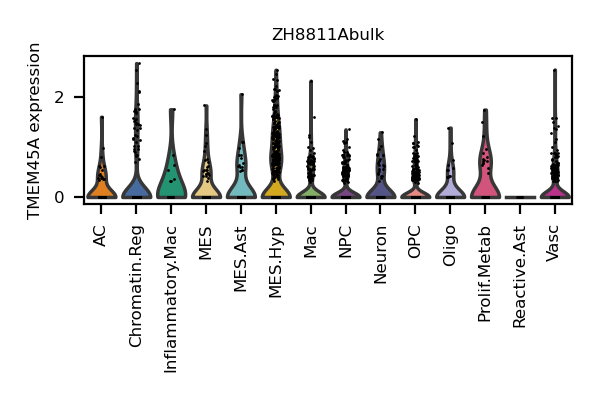 ZH8811Abulk
TMEM45A expression
2
0
AC
Chromatin.Reg
Inflammatory.Mac
MES
MES.Ast
MES.Hyp
Mac
NPC
Neuron
OPC
Oligo
Prolif.Metab
Reactive.Ast
Vasc